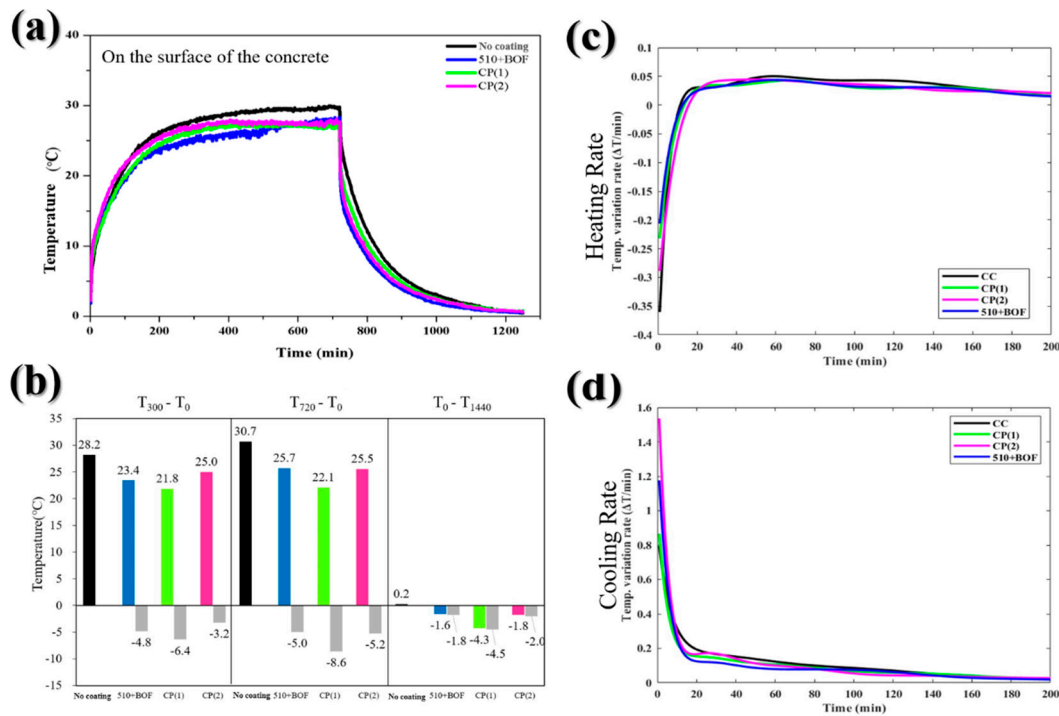 (a)
On the surface of the concrete
No coating
510+BOF
CP(1)
CP(2)
40
30
20
10
0
Temperature (°C)
0 200 400 600 800 1000 1200
Time (min)
(b)
T300 - T0 T720 - T0 T0 - T1440
35
30
25
20
15
10
5
0
-5
-10
-15
Temperature(°C)
28.2 23.4 21.8 25.0 30.7 25.7 22.1 25.5 0.2
-4.8 -6.4 -3.2 -5.0 -8.6 -5.2 -1.6 -1.8 -4.3 -4.5 -1.8 -2.0
No coating 510+BOF CP(1) CP(2) No coating 510+BOF CP(1) CP(2) No coating 510+BOF CP(1) CP(2)
(c)
Heating Rate
Temp. variation rate (ΔT/min)
0.1
0.05
0
-0.05
-0.1
-0.15
-0.2
-0.25
-0.3
-0.35
-0.4
CC
CP(1)
CP(2)
510+BOF
0 20 40 60 80 100 120 140 160 180 200
Time (min)
(d)
Cooling Rate
Temp. variation rate (ΔT/min)
1.6
1.4
1.2
1
0.8
0.6
0.4
0.2
0
CC
CP(1)
CP(2)
510+BOF
0 20 40 60 80 100 120 140 160 180 200
Time (min)